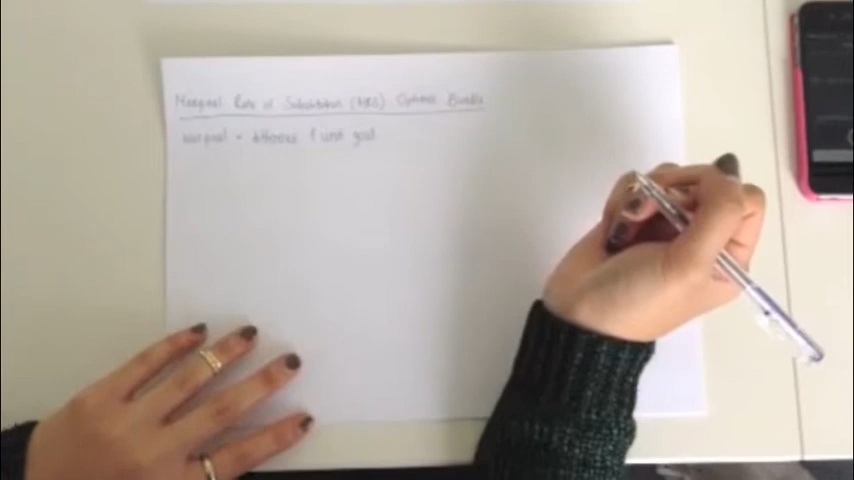 Marginal Rate of Substitution (MRS) Optimal Bundle
marginal = difference 1 unit good